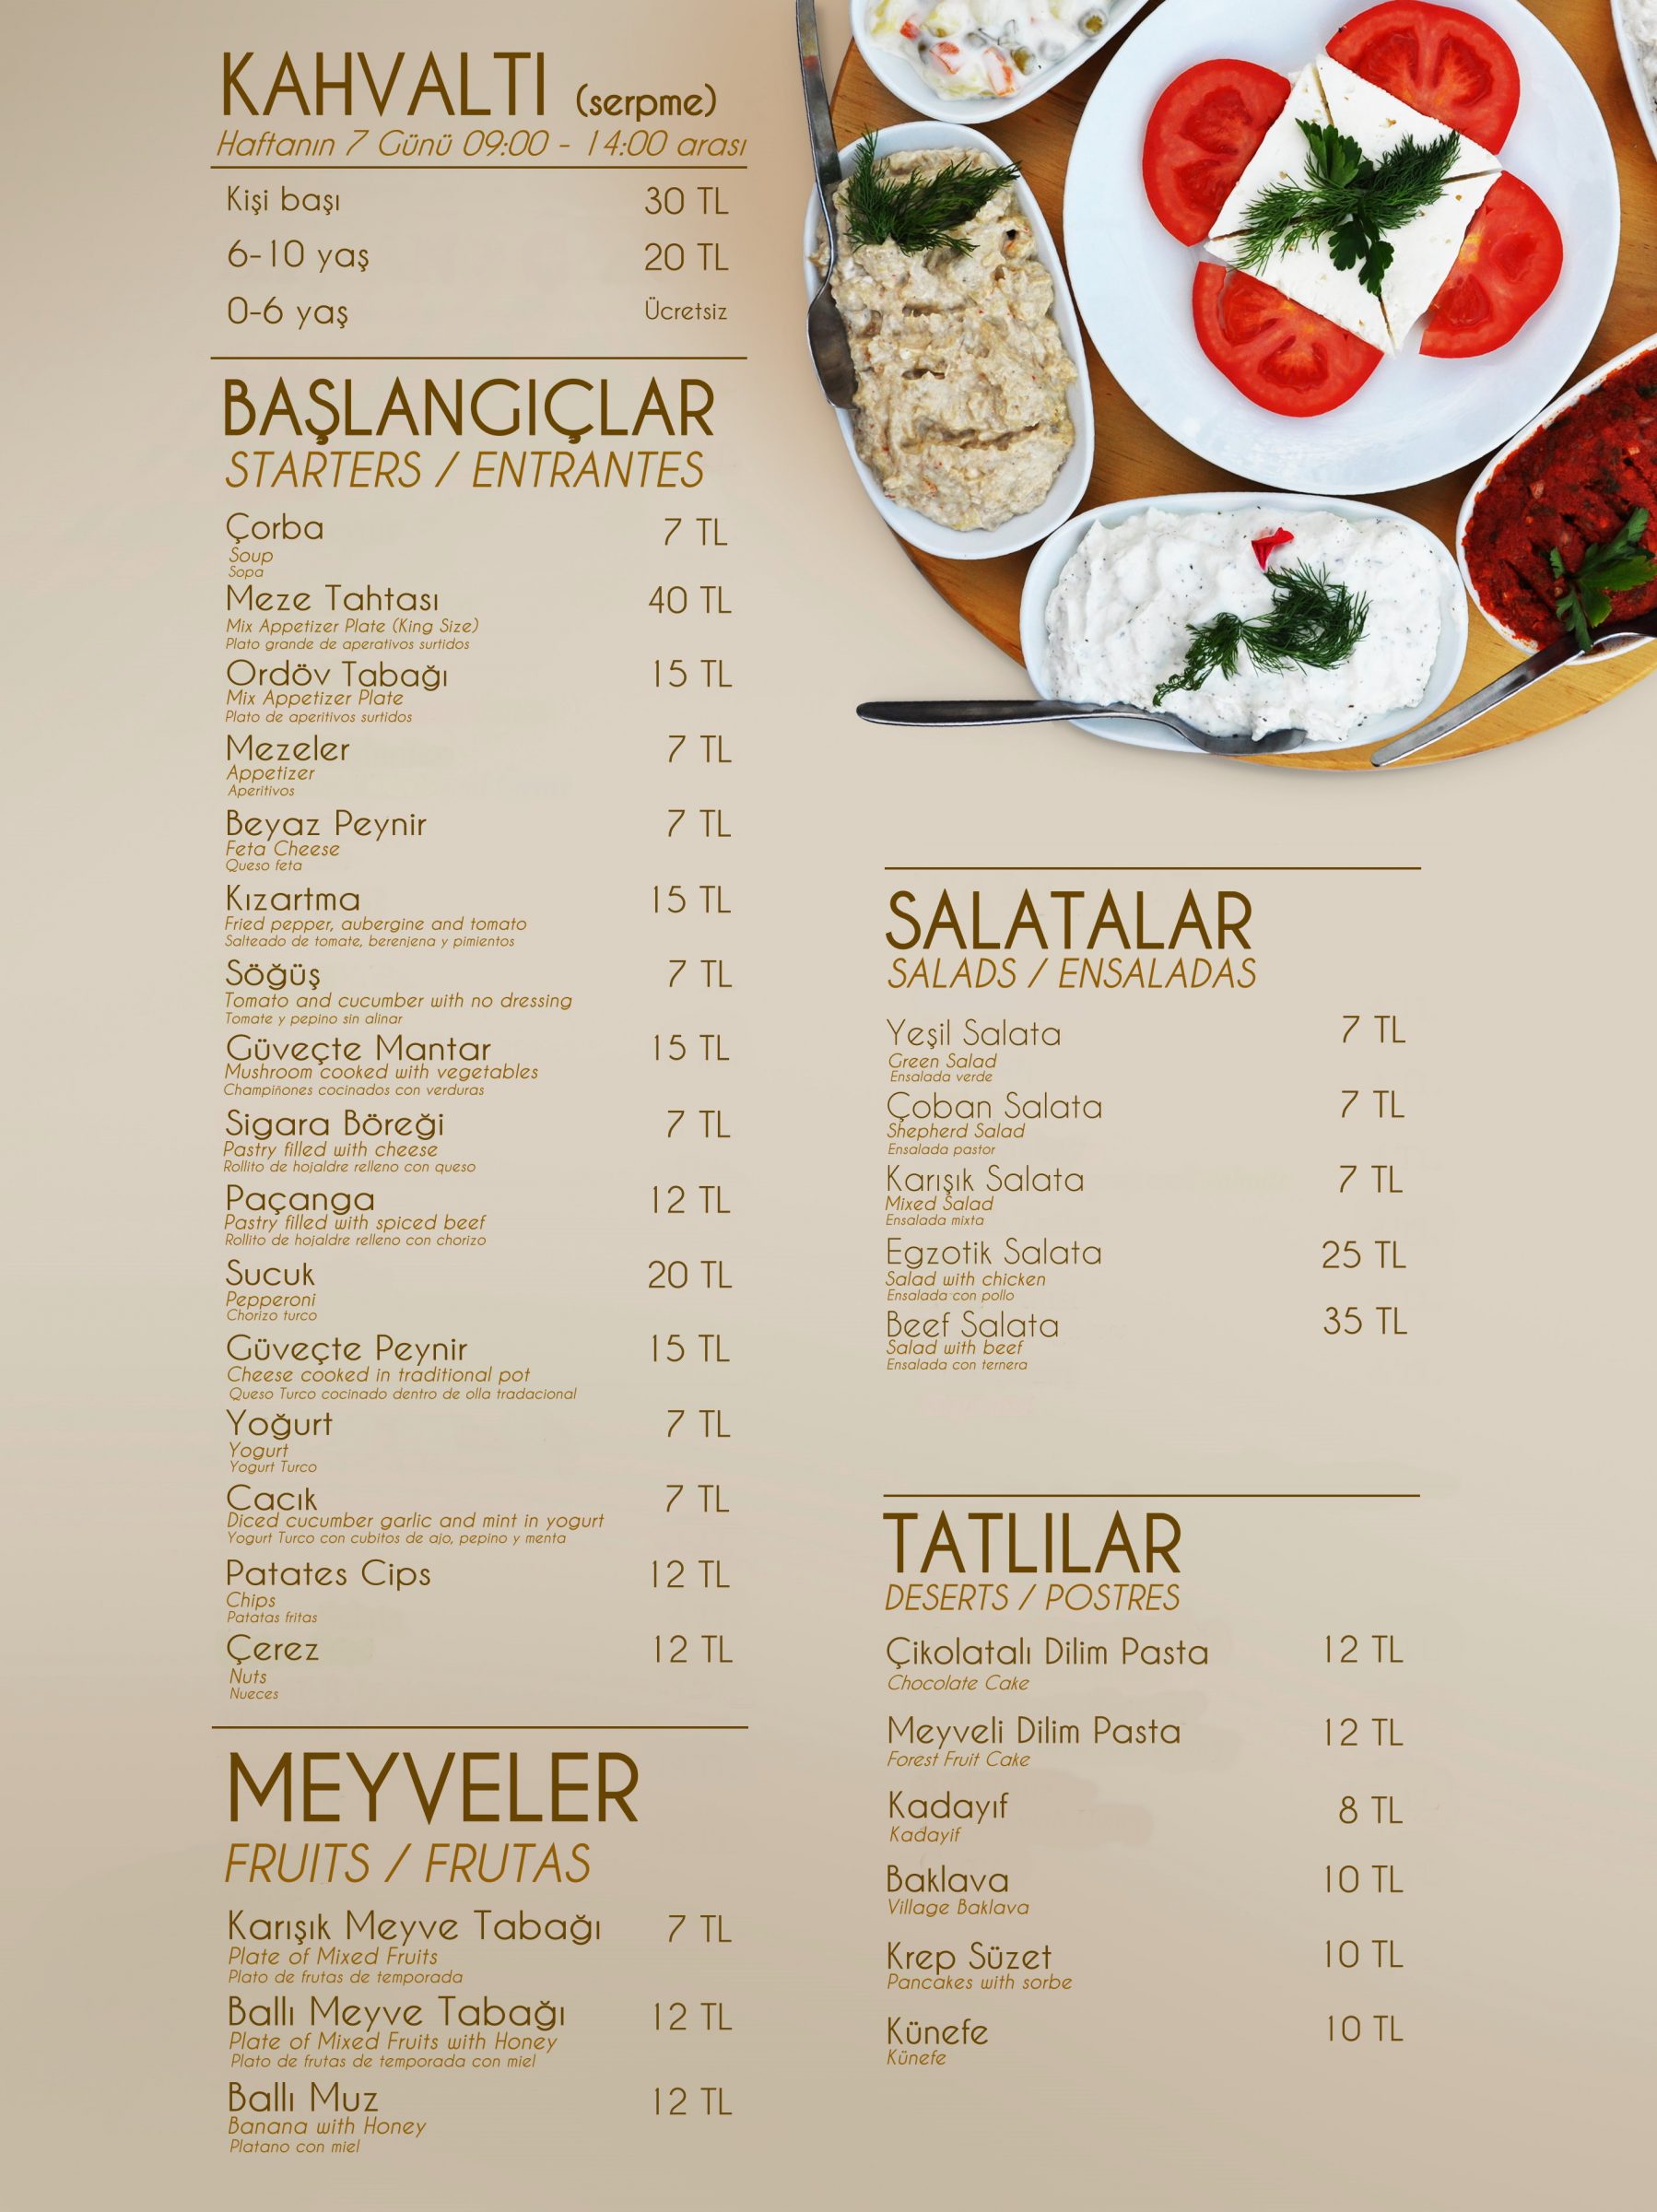 KAHVALTI (serpme)
Haftanın 7 Günü 09:00 - 14:00 arası
Kişi başı 30 TL
6-10 yaş 20 TL
0-6 yaş Ücretsiz
BAŞLANGIÇLAR
STARTERS / ENTRANTES
Çorba 7 TL
Soup
Sopa
Meze Tahtası 40 TL
Mix Appetizer Plate (King Size)
Plato grande de aperativos surtidos
Ordöv Tabağı 15 TL
Mix Appetizer Plate
Plato de aperitivos surtidos
Mezeler 7 TL
Appetizer
Aperitivos
Beyaz Peynir 7 TL
Feta Cheese
Queso feta
Kızartma 15 TL
Fried pepper, aubergine and tomato
Salteado de tomate, berenjena y pimientos
Söğüş 7 TL
Tomato and cucumber with no dressing
Tomate y pepino sin alinar
Güveçte Mantar 15 TL
Mushroom cooked with vegetables
Champiñones cocinados con verduras
Sigara Böreği 7 TL
Pastry filled with cheese
Rollito de hojaldre relleno con queso
Paçanga 12 TL
Pastry filled with spiced beef
Rollito de hojaldre relleno con chorizo
Sucuk 20 TL
Pepperoni
Chorizo turco
Güveçte Peynir 15 TL
Cheese cooked in traditional pot
Queso Turco cocinado dentro de olla tradacional
Yoğurt 7 TL
Yogurt
Yogurt Turco
Cacık 7 TL
Diced cucumber garlic and mint in yogurt
Yogurt Turco con cubitos de ajo, pepino y menta
Patates Cips 12 TL
Chips
Patatas fritas
Çerez 12 TL
Nuts
Nueces
MEYVELER
FRUITS / FRUTAS
Karışık Meyve Tabağı 7 TL
Plate of Mixed Fruits
Plato de frutas de temporada
Ballı Meyve Tabağı 12 TL
Plate of Mixed Fruits with Honey
Plato de frutas de temporada con miel
Ballı Muz 12 TL
Banana with Honey
Platano con miel
SALATALAR
SALADS / ENSALADAS
Yeşil Salata 7 TL
Green Salad
Ensalada verde
Çoban Salata 7 TL
Shepherd Salad
Ensalada pastor
Karışık Salata 7 TL
Mixed Salad
Ensalada mixta
Egzotik Salata 25 TL
Salad with chicken
Ensalada con pollo
Beef Salata 35 TL
Salad with beef
Ensalada con ternera
TATLILAR
DESERTS / POSTRES
Çikolatalı Dilim Pasta 12 TL
Chocolate Cake
Meyveli Dilim Pasta 12 TL
Forest Fruit Cake
Kadayıf 8 TL
Kadayif
Baklava 10 TL
Village Baklava
Krep Süzet 10 TL
Pancakes with sorbe
Künefe 10 TL
Künefe